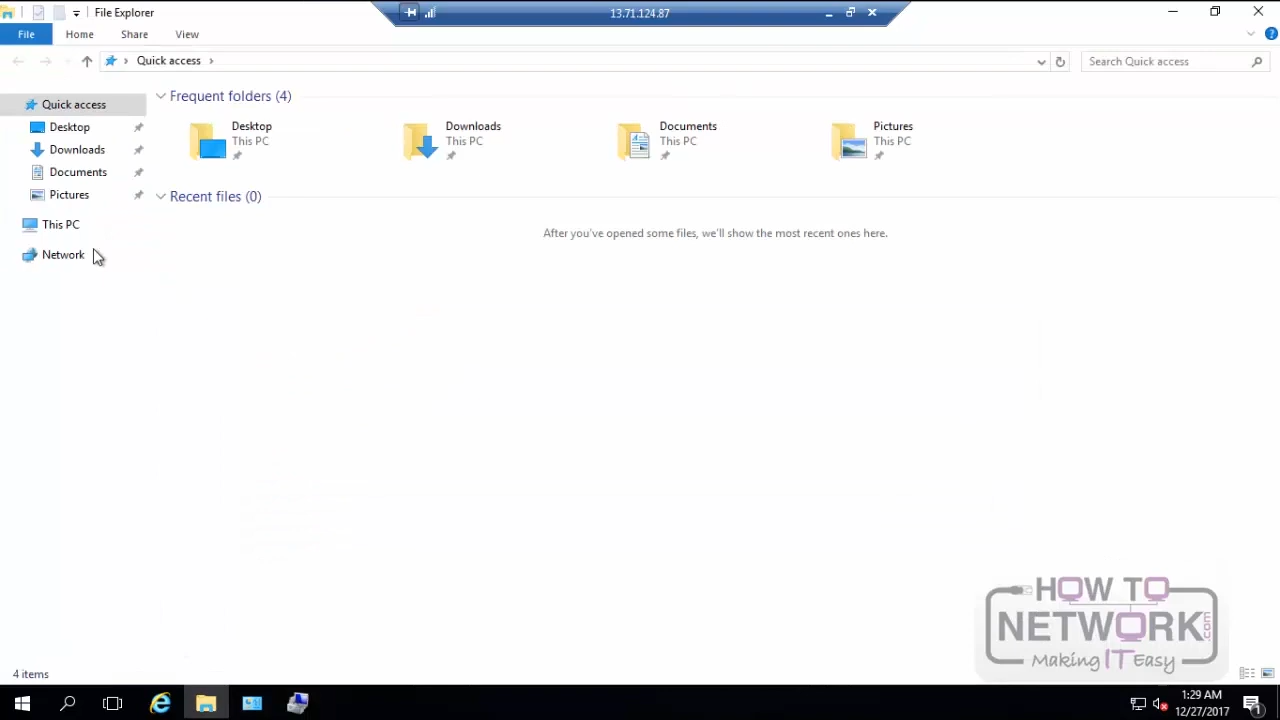 File Explorer
13.71.124.87
File Home Share View
Quick access
Search Quick access
Quick access
Desktop
Downloads
Documents
Pictures
This PC
Network
Frequent folders (4)
Desktop
This PC
Downloads
This PC
Documents
This PC
Pictures
This PC
Recent files (0)
After you've opened some files, we'll show the most recent ones here.
HOW TO
NETWORK.com
Making IT Easy
4 items
1:29 AM
12/27/2017
1